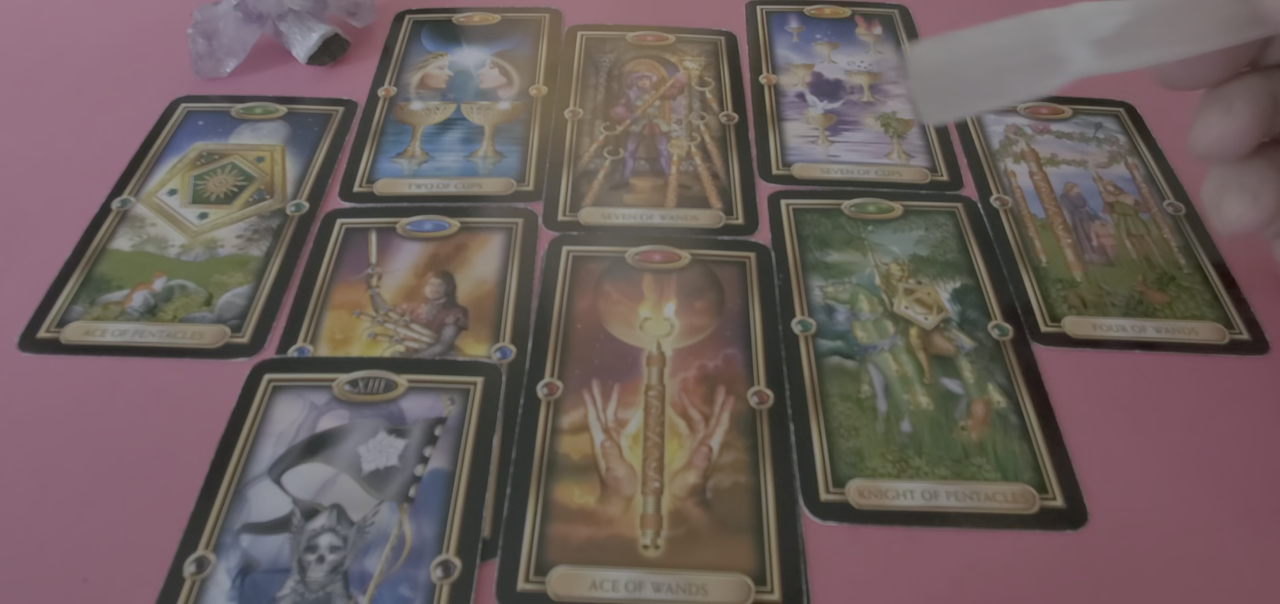 TWO OF CUPS
SEVEN OF WANDS
SEVEN OF CUPS
ACE OF PENTACLES
FOUR OF WANDS
XIII
KNIGHT OF PENTACLES
ACE OF WANDS